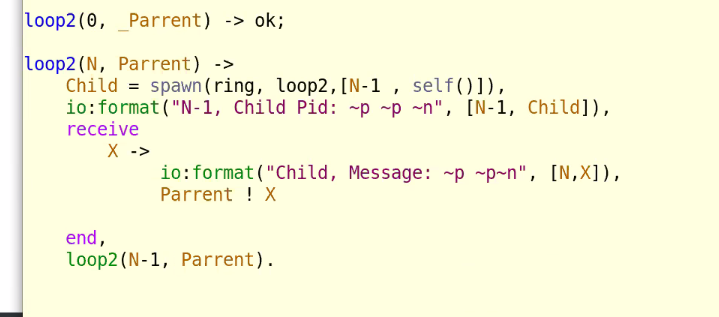 loop2(0, _Parrent) -> ok;
loop2(N, Parrent) ->
Child = spawn(ring, loop2,[N-1 , self()]),
io:format("N-1, Child Pid: ~p ~p ~n", [N-1, Child]),
receive
X ->
io:format("Child, Message: ~p ~p~n", [N,X]),
Parrent ! X
end,
loop2(N-1, Parrent).